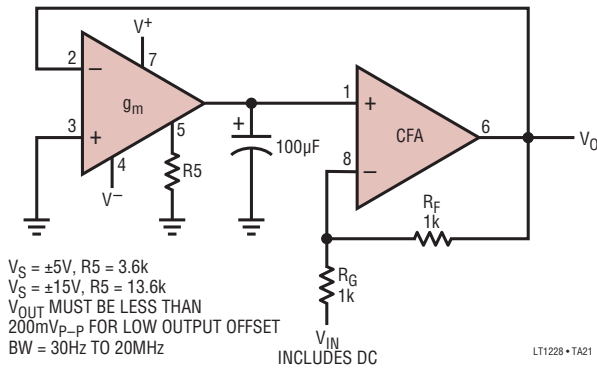 V+
2
−
7
gm
3
+
5
4
V−
R5
+
100µF
1
+
CFA
6
VO
8
−
RF
1k
RG
1k
VIN
INCLUDES DC
VS = ±5V, R5 = 3.6k
VS = ±15V, R5 = 13.6k
VOUT MUST BE LESS THAN
200mVP–P FOR LOW OUTPUT OFFSET
BW = 30Hz TO 20MHz
LT1228 • TA21